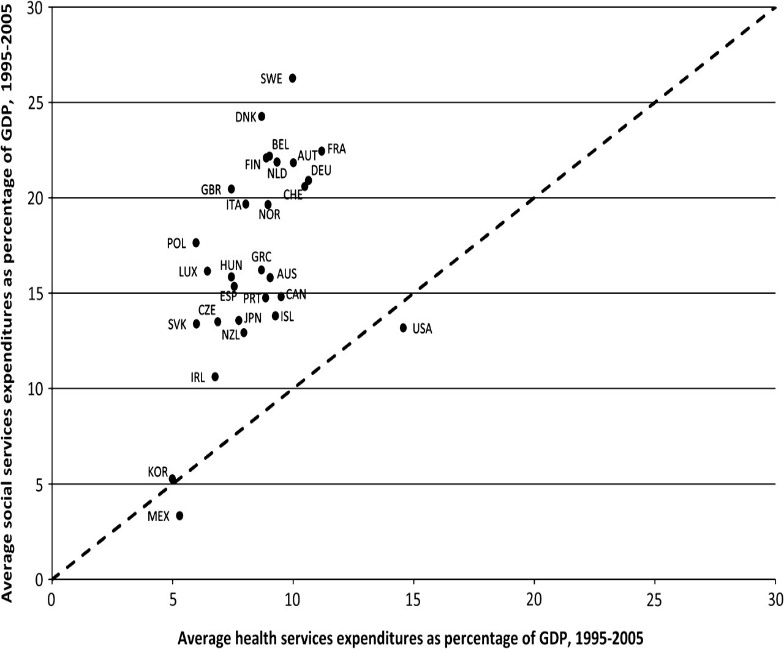 Average social services expenditures as percentage of GDP, 1995-2005
30
25
20
15
10
5
0
SWE
DNK
BEL
FRA
AUT
FIN
NLD
DEU
CHE
GBR
ITA
NOR
POL
GRC
LUX
HUN
AUS
ESP
PRT
CAN
CZE
JPN
ISL
SVK
NZL
USA
IRL
KOR
MEX
0 5 10 15 20 25 30
Average health services expenditures as percentage of GDP, 1995-2005